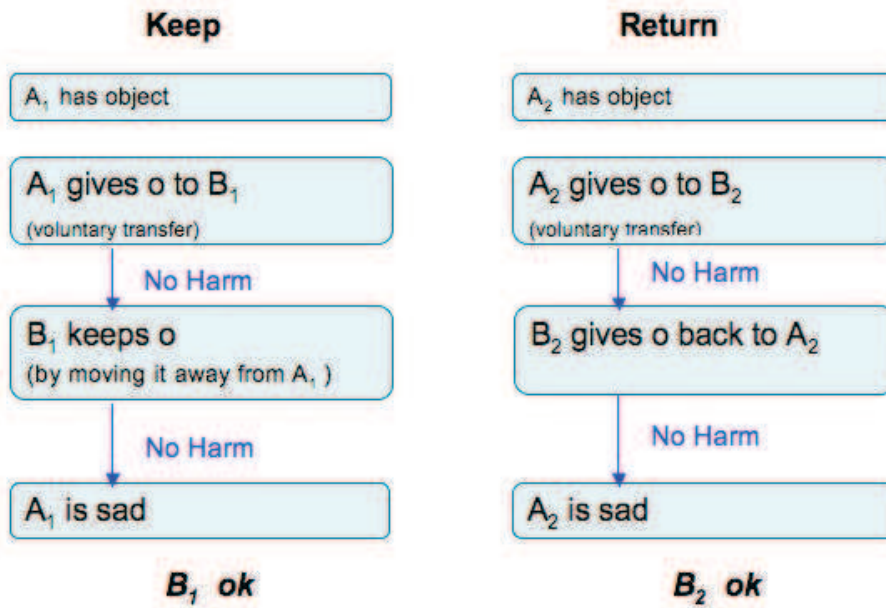 Keep
A₁ has object
A₁ gives o to B₁
(voluntary transfer)
No Harm
B₁ keeps o
(by moving it away from A₁ )
No Harm
A₁ is sad
B₁ ok
Return
A₂ has object
A₂ gives o to B₂
(voluntary transfer)
No Harm
B₂ gives o back to A₂
No Harm
A₂ is sad
B₂ ok